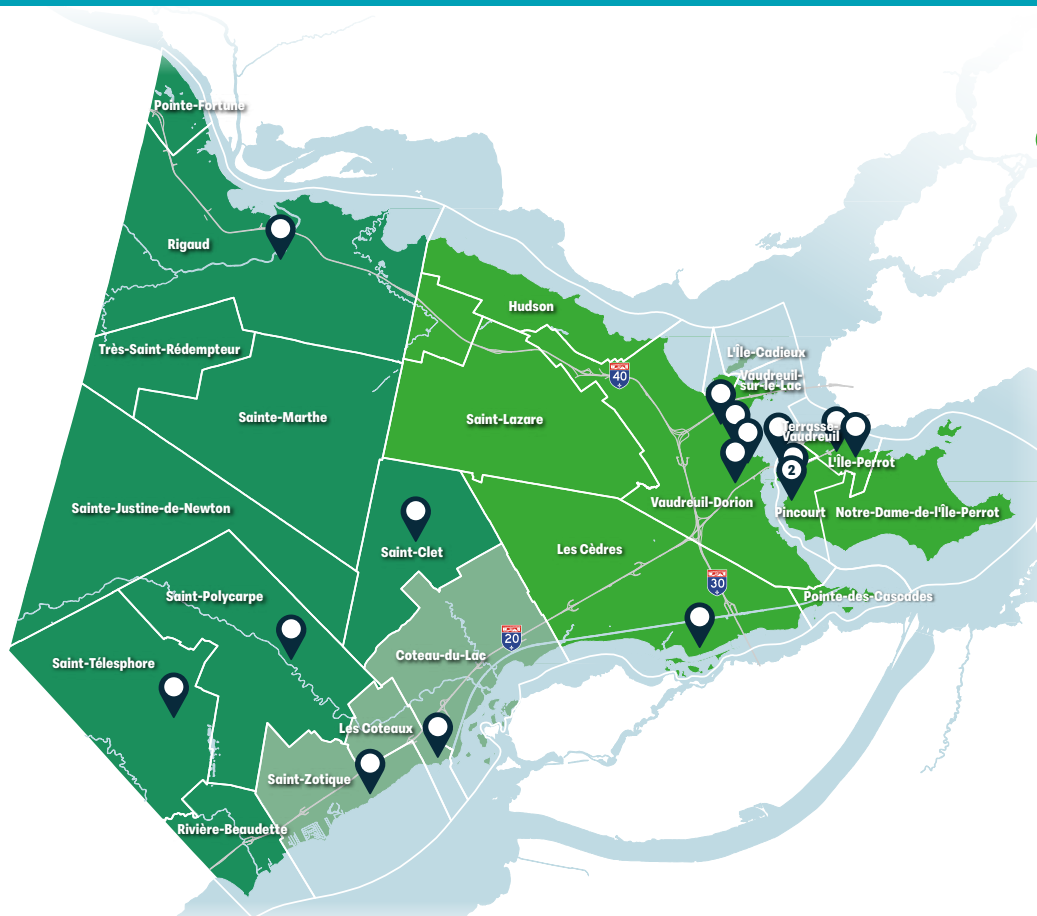 Pointe-Fortune
Rigaud
Hudson
Très-Saint-Rédempteur
L'Île-Cadieux
Vaudreuil-
sur-le-Lac
40
Sainte-Marthe
Saint-Lazare
Terrasse-
Vaudreuil
L'Île-Perrot
2
Sainte-Justine-de-Newton
Vaudreuil-Dorion
Pincourt
Notre-Dame-de-l'Île-Perrot
Saint-Clet
Les Cèdres
30
Saint-Polycarpe
Pointe-des-Cascades
20
Saint-Télesphore
Coteau-du-Lac
Les Coteaux
Saint-Zotique
Rivière-Beaudette